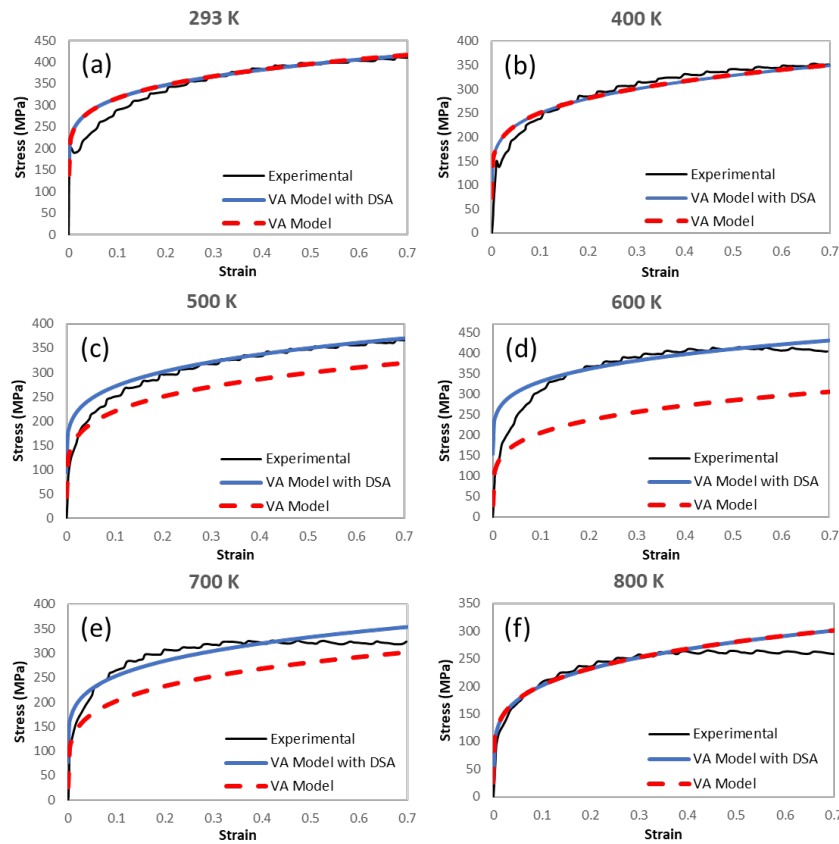 293 K
(a)
Stress (MPa)
450
400
350
300
250
200
150
100
50
0
Experimental
VA Model with DSA
VA Model
0 0.1 0.2 0.3 0.4 0.5 0.6 0.7
Strain
400 K
(b)
Stress (MPa)
400
350
300
250
200
150
100
50
0
Experimental
VA Model with DSA
VA Model
0 0.1 0.2 0.3 0.4 0.5 0.6 0.7
Strain
500 K
(c)
Stress (MPa)
400
350
300
250
200
150
100
50
0
Experimental
VA Model with DSA
VA Model
0 0.1 0.2 0.3 0.4 0.5 0.6 0.7
Strain
600 K
(d)
Stress (MPa)
450
400
350
300
250
200
150
100
50
0
Experimental
VA Model with DSA
VA Model
0 0.1 0.2 0.3 0.4 0.5 0.6 0.7
Strain
700 K
(e)
Stress (MPa)
400
350
300
250
200
150
100
50
0
Experimental
VA Model with DSA
VA Model
0 0.1 0.2 0.3 0.4 0.5 0.6 0.7
Strain
800 K
(f)
Stress (MPa)
350
300
250
200
150
100
50
0
Experimental
VA Model with DSA
VA Model
0 0.1 0.2 0.3 0.4 0.5 0.6 0.7
Strain